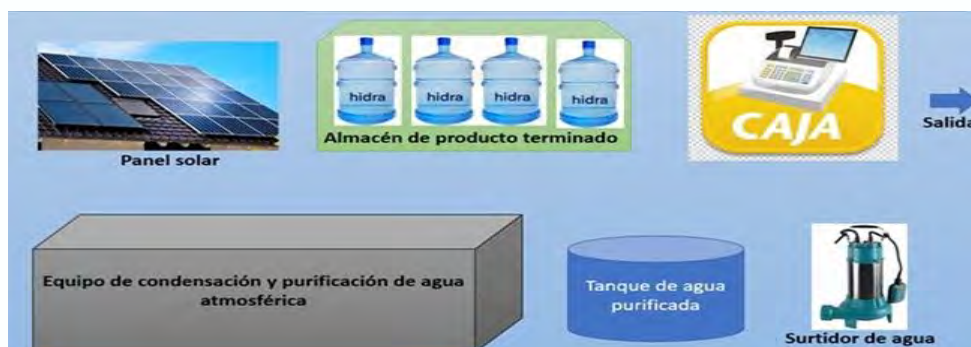 hidra
hidra
hidra
hidra
Panel solar
Almacén de producto terminado
CAJA
Salida
Equipo de condensación y purificación de agua
atmosférica
Tanque de agua
purificada
Surtidor de agua